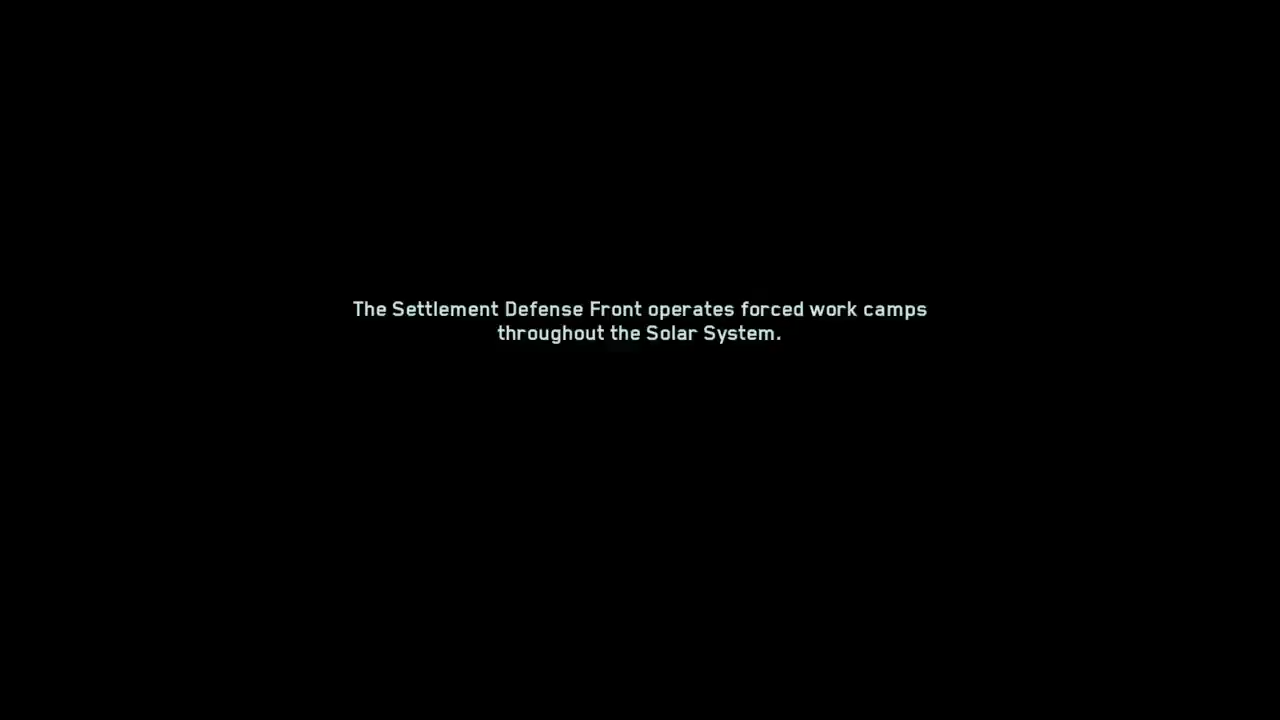 The Settlement Defense Front operates forced work camps
throughout the Solar System.